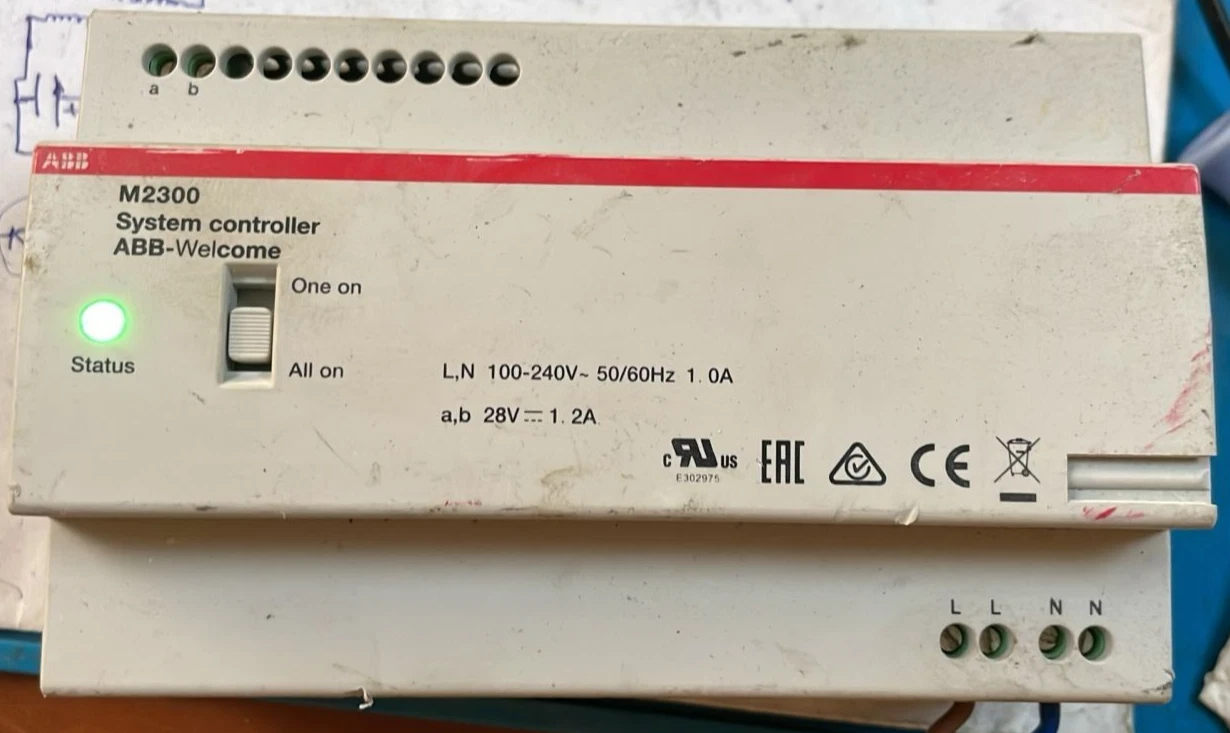 a b
ABB
M2300
System controller
ABB-Welcome
One on
Status
All on
L,N 100-240V~ 50/60Hz 1. 0A
a,b 28V⎓1. 2A
c RU US
E302975
EAC
CE
L L N N